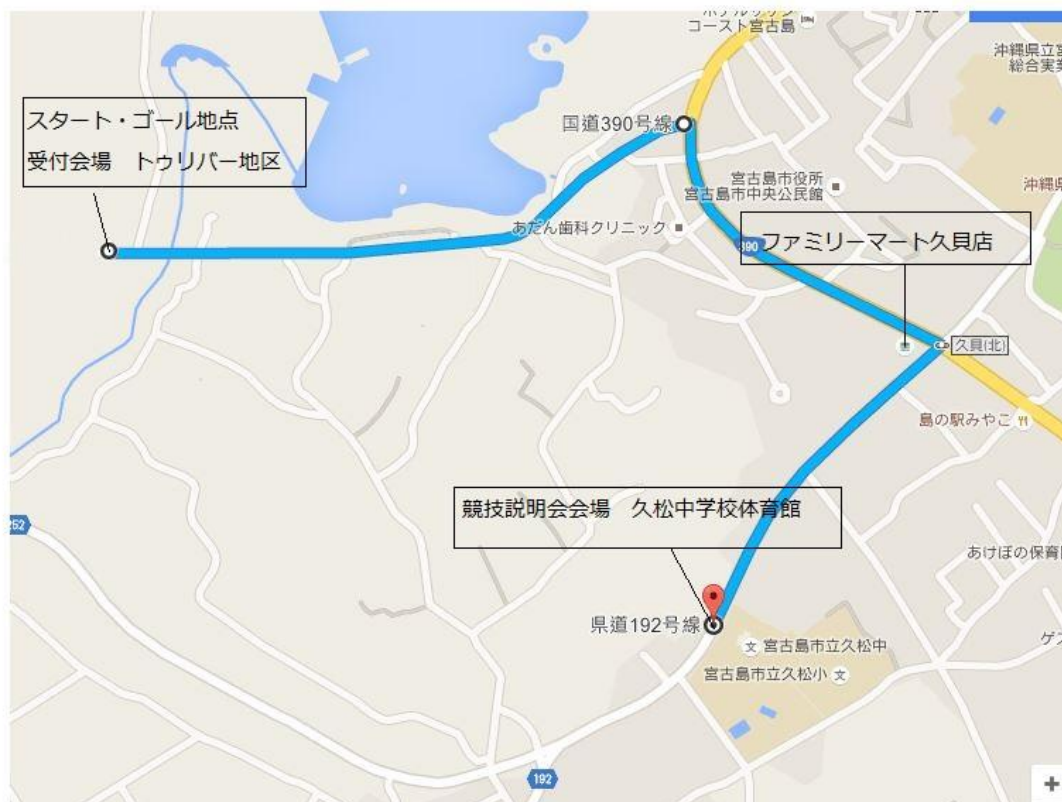 コースト宮古島
沖縄県立宮
総合実業
スタート・ゴール地点
受付会場 トゥリバー地区
国道390号線
宮古島市役所
宮古島市中央公民館
沖縄県
あだん歯科クリニック
390
ファミリーマート久貝店
久貝(北)
島の駅みやこ
競技説明会会場 久松中学校体育館
252
あけぼの保育
県道192号線
文 宮古島市立久松中
ゲス
宮古島市立久松小 文
192